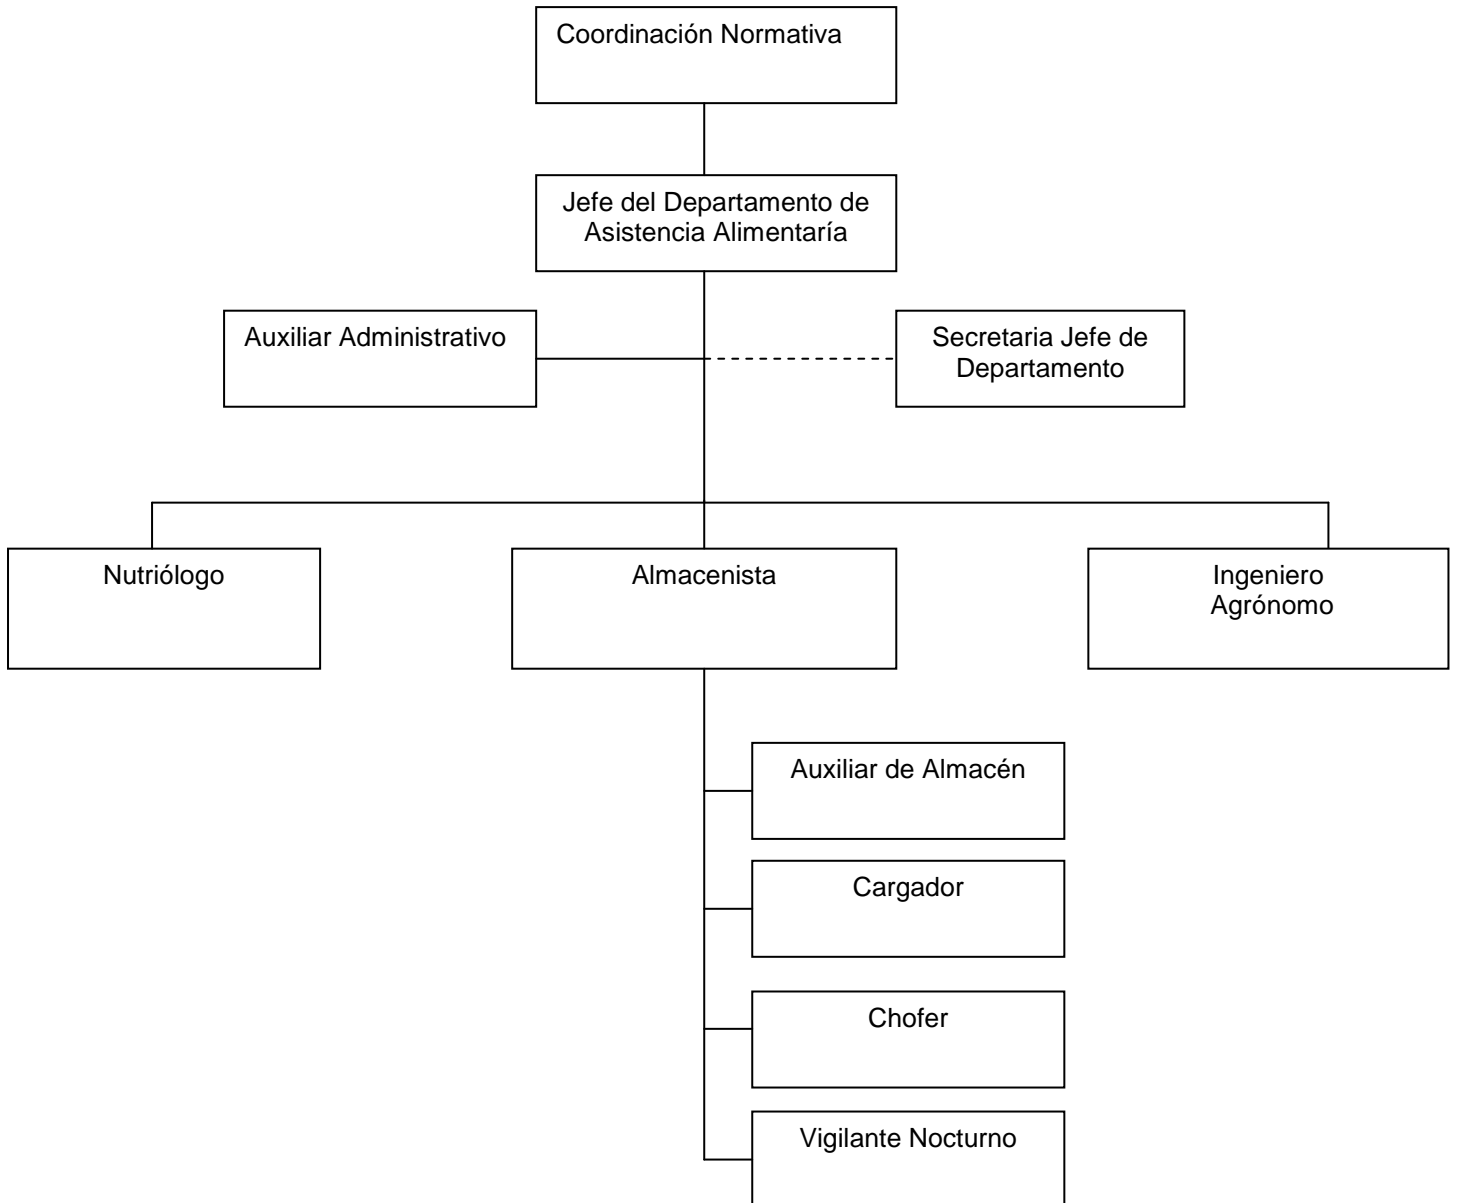 Coordinación Normativa
Jefe del Departamento de
Asistencia Alimentaría
Auxiliar Administrativo
Secretaria Jefe de
Departamento
Nutriólogo
Almacenista
Ingeniero
Agrónomo
Auxiliar de Almacén
Cargador
Chofer
Vigilante Nocturno